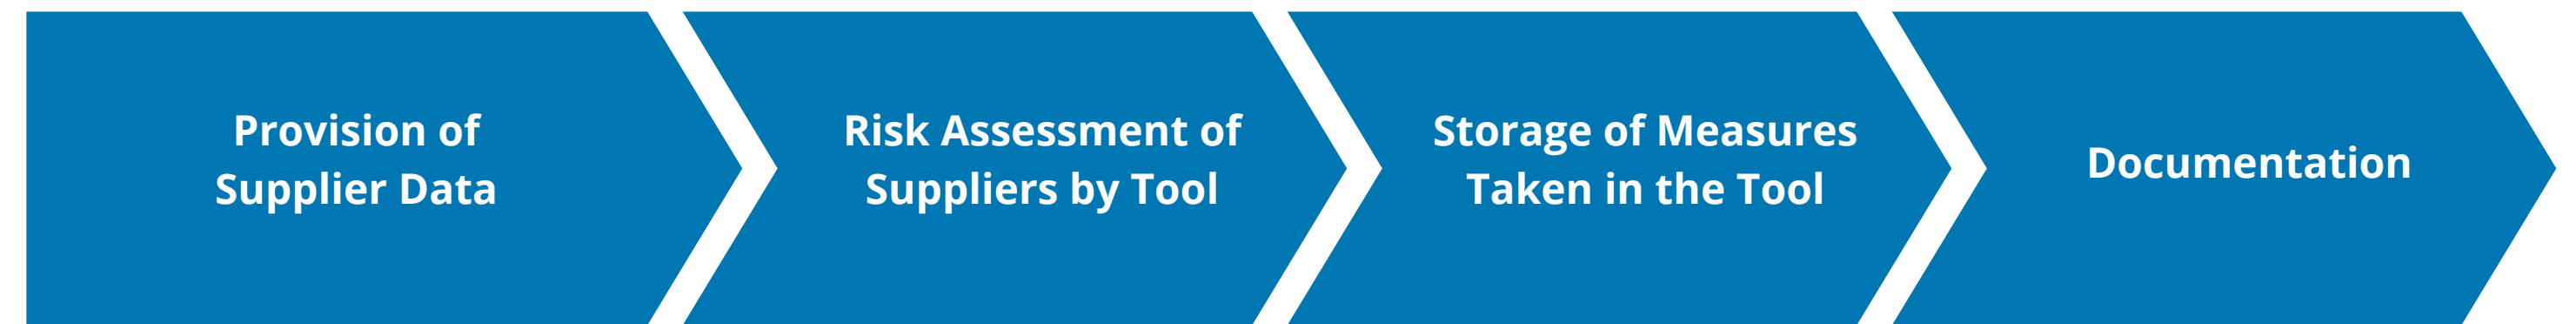 Provision of
Supplier Data
Risk Assessment of
Suppliers by Tool
Storage of Measures
Taken in the Tool
Documentation